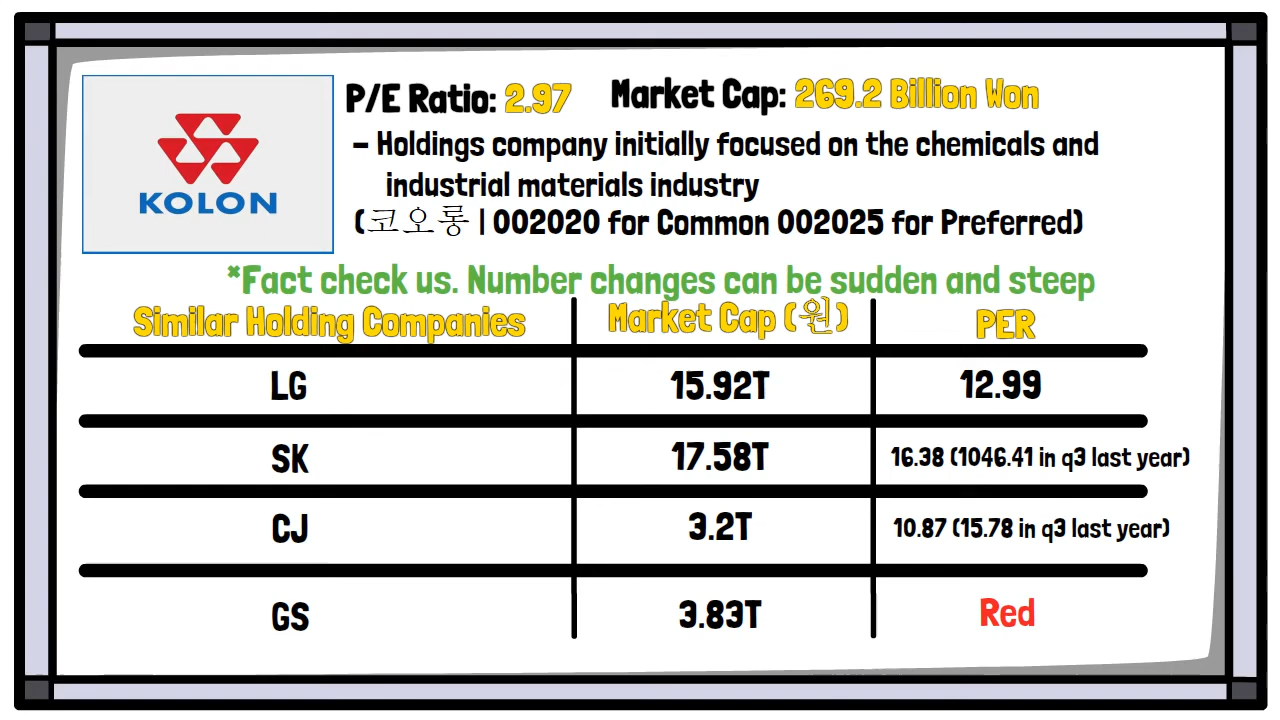 KOLON
P/E Ratio: 2.97 Market Cap: 269.2 Billion Won
- Holdings company initially focused on the chemicals and
industrial materials industry
(코오롱 | 002020 for Common 002025 for Preferred)
*Fact check us. Number changes can be sudden and steep
Similar Holding Companies Market Cap (원) PER
LG 15.92T 12.99
SK 17.58T 16.38 (1046.41 in q3 last year)
CJ 3.2T 10.87 (15.78 in q3 last year)
GS 3.83T Red